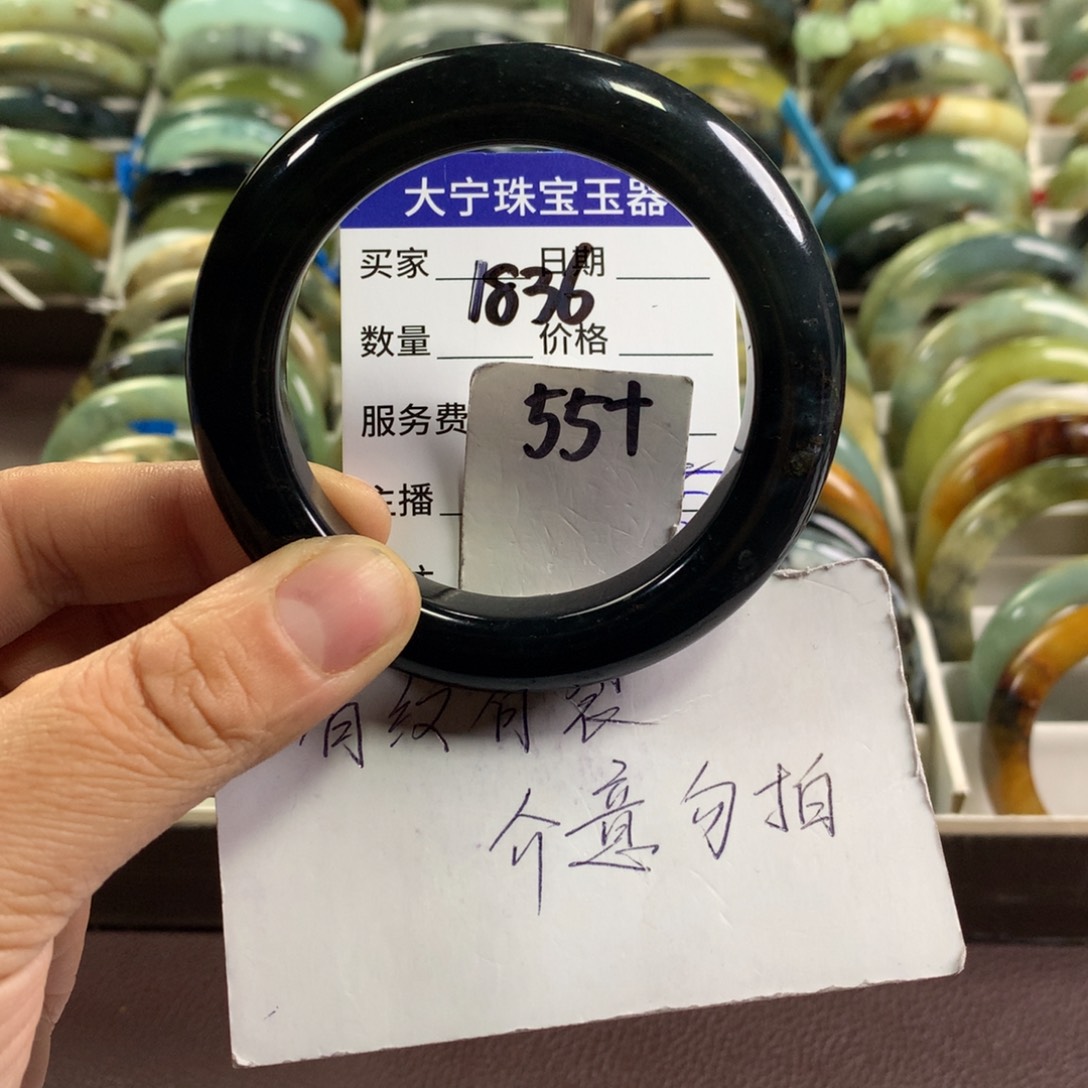 大宁珠宝玉器
买家 日期
1836
数量 价格
55+
服务费
主播
有纹有裂
介意勿拍